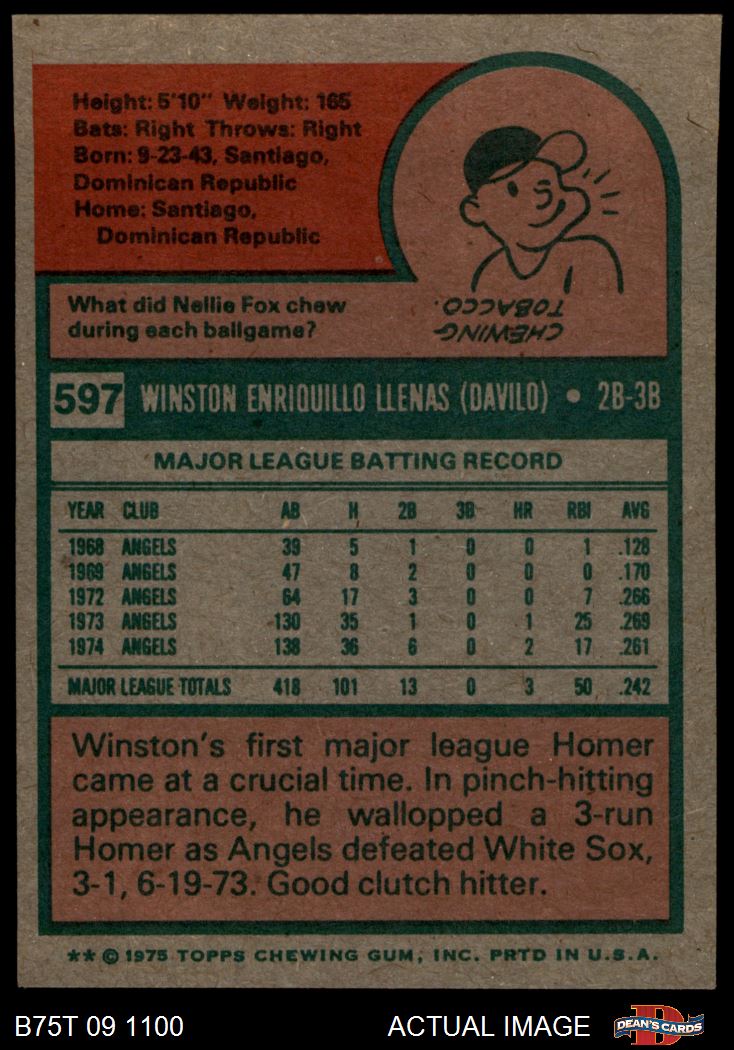 Height: 5'10" Weight: 165
Bats: Right Throws: Right
Born: 9-23-43, Santiago,
Dominican Republic
Home: Santiago,
Dominican Republic
What did Nellie Fox chew
during each ballgame?
CHEWING
TOBACCO.
597 WINSTON ENRIQUILLO LLENAS (DAVILO) • 2B-3B
MAJOR LEAGUE BATTING RECORD
YEAR CLUB AB H 2B 3B HR RBI AVG
1968 ANGELS 39 5 1 0 0 1 .128
1969 ANGELS 47 8 2 0 0 0 .170
1972 ANGELS 64 17 3 0 0 7 .266
1973 ANGELS 130 35 1 0 1 25 .269
1974 ANGELS 138 36 6 0 2 17 .261
MAJOR LEAGUE TOTALS 418 101 13 0 3 50 .242
Winston's first major league Homer
came at a crucial time. In pinch-hitting
appearance, he wallopped a 3-run
Homer as Angels defeated White Sox,
3-1, 6-19-73. Good clutch hitter.
** © 1975 TOPPS CHEWING GUM, INC. PRTD IN U.S.A.
B75T 09 1100 ACTUAL IMAGE DEAN'S CARDS